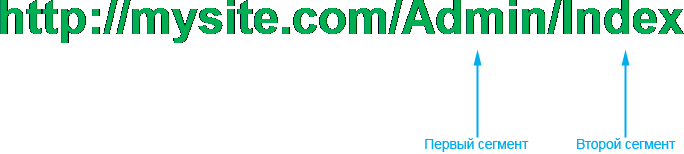 http://mysite.com/Admin/Index
Первый сегмент Второй сегмент